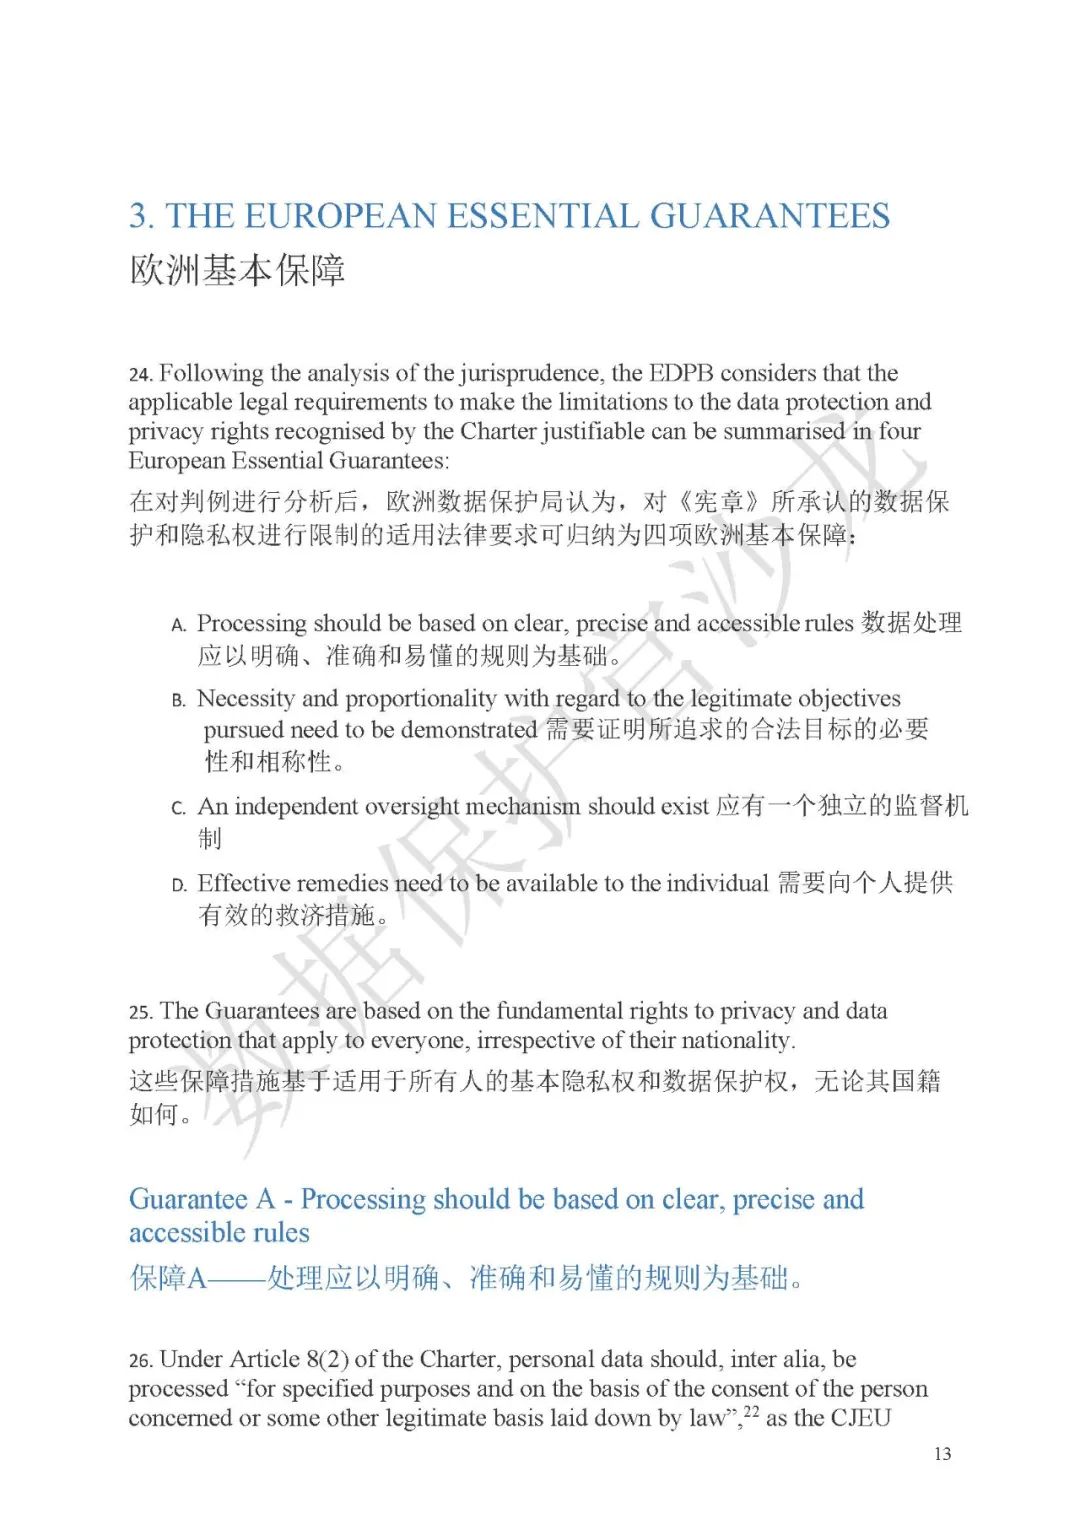 3. THE EUROPEAN ESSENTIAL GUARANTEES
欧洲基本保障
24. Following the analysis of the jurisprudence, the EDPB considers that the
applicable legal requirements to make the limitations to the data protection and
privacy rights recognised by the Charter justifiable can be summarised in four
European Essential Guarantees:
在对判例进行分析后，欧洲数据保护局认为，对《宪章》所承认的数据保
护和隐私权进行限制的适用法律要求可归纳为四项欧洲基本保障：
A. Processing should be based on clear, precise and accessible rules 数据处理
应以明确、准确和易懂的规则为基础。
B. Necessity and proportionality with regard to the legitimate objectives
pursued need to be demonstrated 需要证明所追求的合法目标的必要
性和相称性。
C. An independent oversight mechanism should exist 应有一个独立的监督机
制
D. Effective remedies need to be available to the individual 需要向个人提供
有效的救济措施。
25. The Guarantees are based on the fundamental rights to privacy and data
protection that apply to everyone, irrespective of their nationality.
这些保障措施基于适用于所有人的基本隐私权和数据保护权，无论其国籍
如何。
Guarantee A - Processing should be based on clear, precise and
accessible rules
保障A——处理应以明确、准确和易懂的规则为基础。
26. Under Article 8(2) of the Charter, personal data should, inter alia, be
processed “for specified purposes and on the basis of the consent of the person
concerned or some other legitimate basis laid down by law”,22 as the CJEU
13
数据保护官沙龙